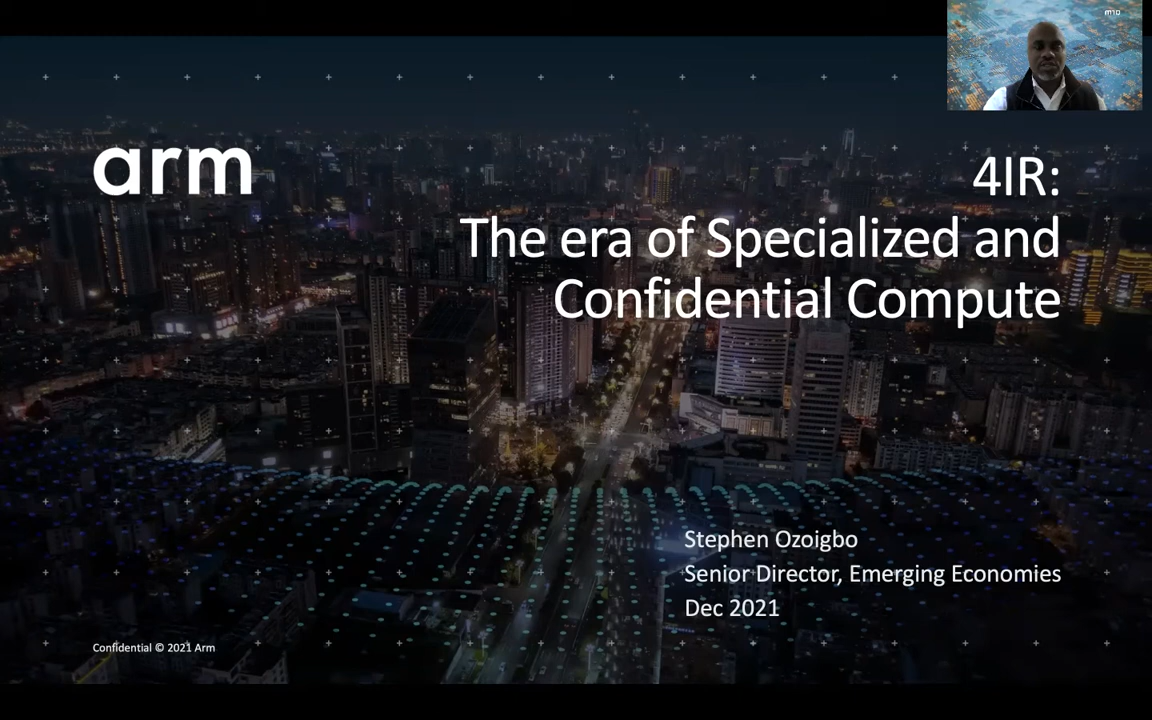 m10
arm
4IR:
The era of Specialized and
Confidential Compute
Stephen Ozoigbo
Senior Director, Emerging Economies
Dec 2021
Confidential © 2021 Arm